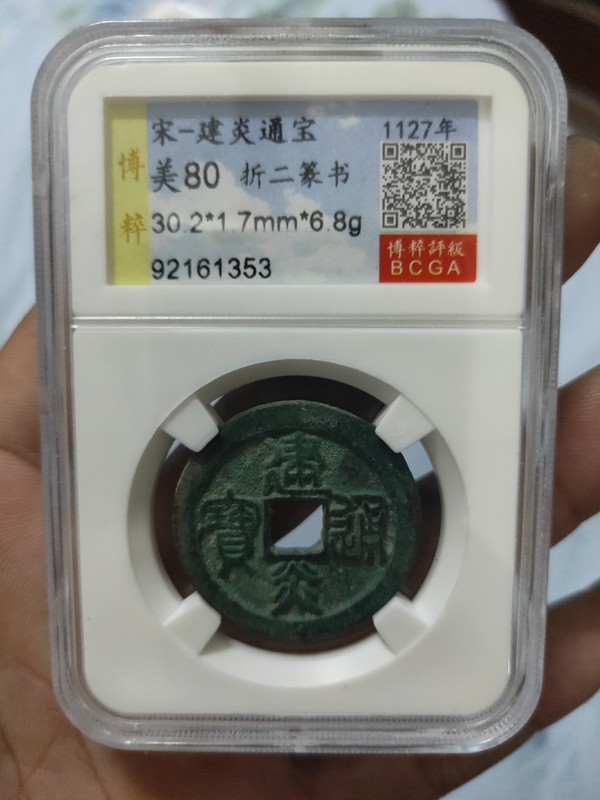 宋-建炎通宝 1127年
博粹
美80 折二篆书
30.2*1.7mm*6.8g
92161353
博粹評級
BCGA
建
寶 通
炎